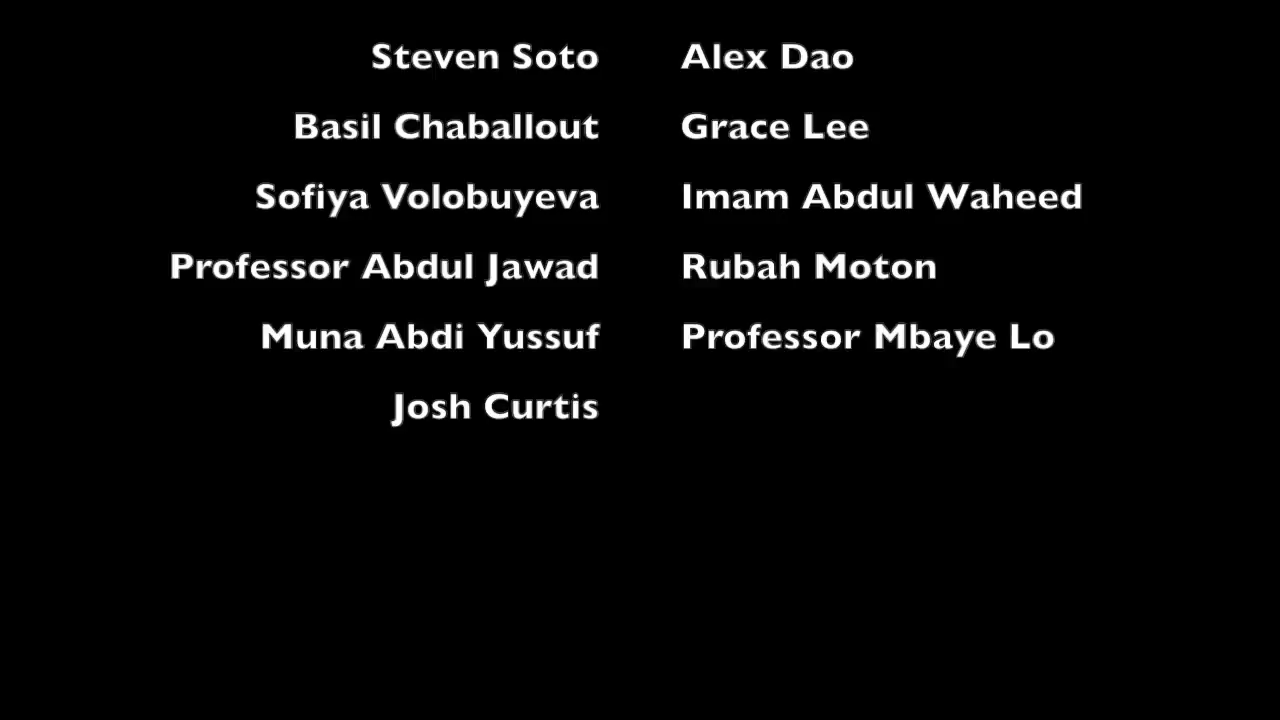 Steven Soto Alex Dao
Basil Chaballout Grace Lee
Sofiya Volobuyeva Imam Abdul Waheed
Professor Abdul Jawad Rubah Moton
Muna Abdi Yussuf Professor Mbaye Lo
Josh Curtis